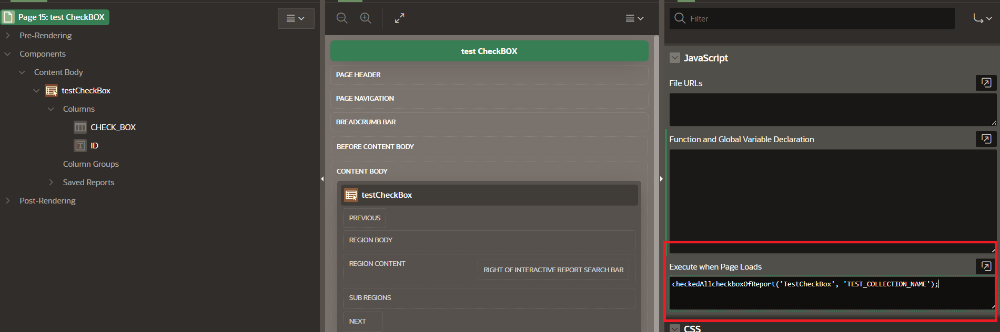 Page 15: test CheckBOX
Pre-Rendering
Components
Content Body
testCheckBox
Columns
CHECK_BOX
ID
Column Groups
Saved Reports
Post-Rendering
test CheckBOX
PAGE HEADER
PAGE NAVIGATION
BREADCRUMB BAR
BEFORE CONTENT BODY
CONTENT BODY
testCheckBox
PREVIOUS
REGION BODY
REGION CONTENT
RIGHT OF INTERACTIVE REPORT SEARCH BAR
SUB REGIONS
NEXT
Filter
JavaScript
File URLs
Function and Global Variable Declaration
Execute when Page Loads
checkedAllcheckboxOfReport('TestCheckBox', 'TEST_COLLECTION_NAME');
CSS